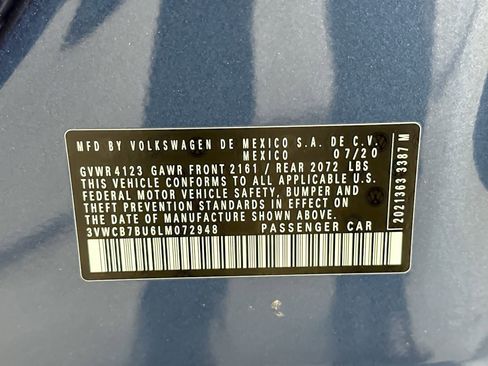 MFD BY VOLKSWAGEN DE MEXICO S.A. DE C.V.
MEXICO 07/20
GVWR 4123 GAWR FRONT 2161 / REAR 2072 LBS
THIS VEHICLE CONFORMS TO ALL APPLICABLE U.S.
FEDERAL MOTOR VEHICLE SAFETY, BUMPER AND THEFT
PREVENTION STANDARDS IN EFFECT ON THE
DATE OF MANUFACTURE SHOWN ABOVE.
3VWCB7BU6LM072948 PASSENGER CAR
2021363 3387 M